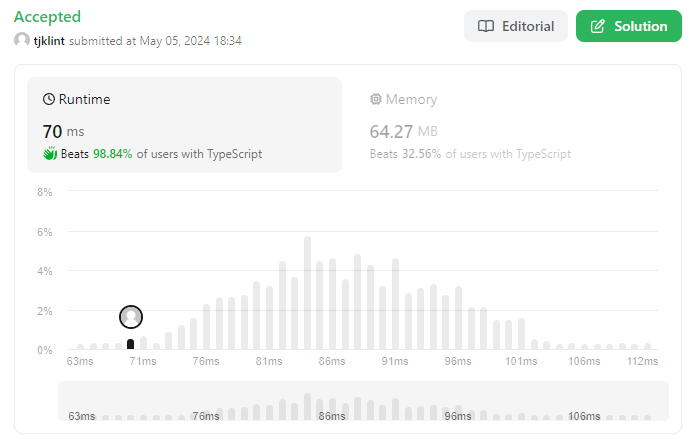 Accepted
tjklint submitted at May 05, 2024 18:34
Editorial
Solution
Runtime
70 ms
Beats 98.84% of users with TypeScript
Memory
64.27 MB
Beats 32.56% of users with TypeScript
8%
6%
4%
2%
0%
63ms 71ms 76ms 81ms 86ms 91ms 96ms 101ms 106ms 112ms
63ms 76ms 86ms 96ms 106ms